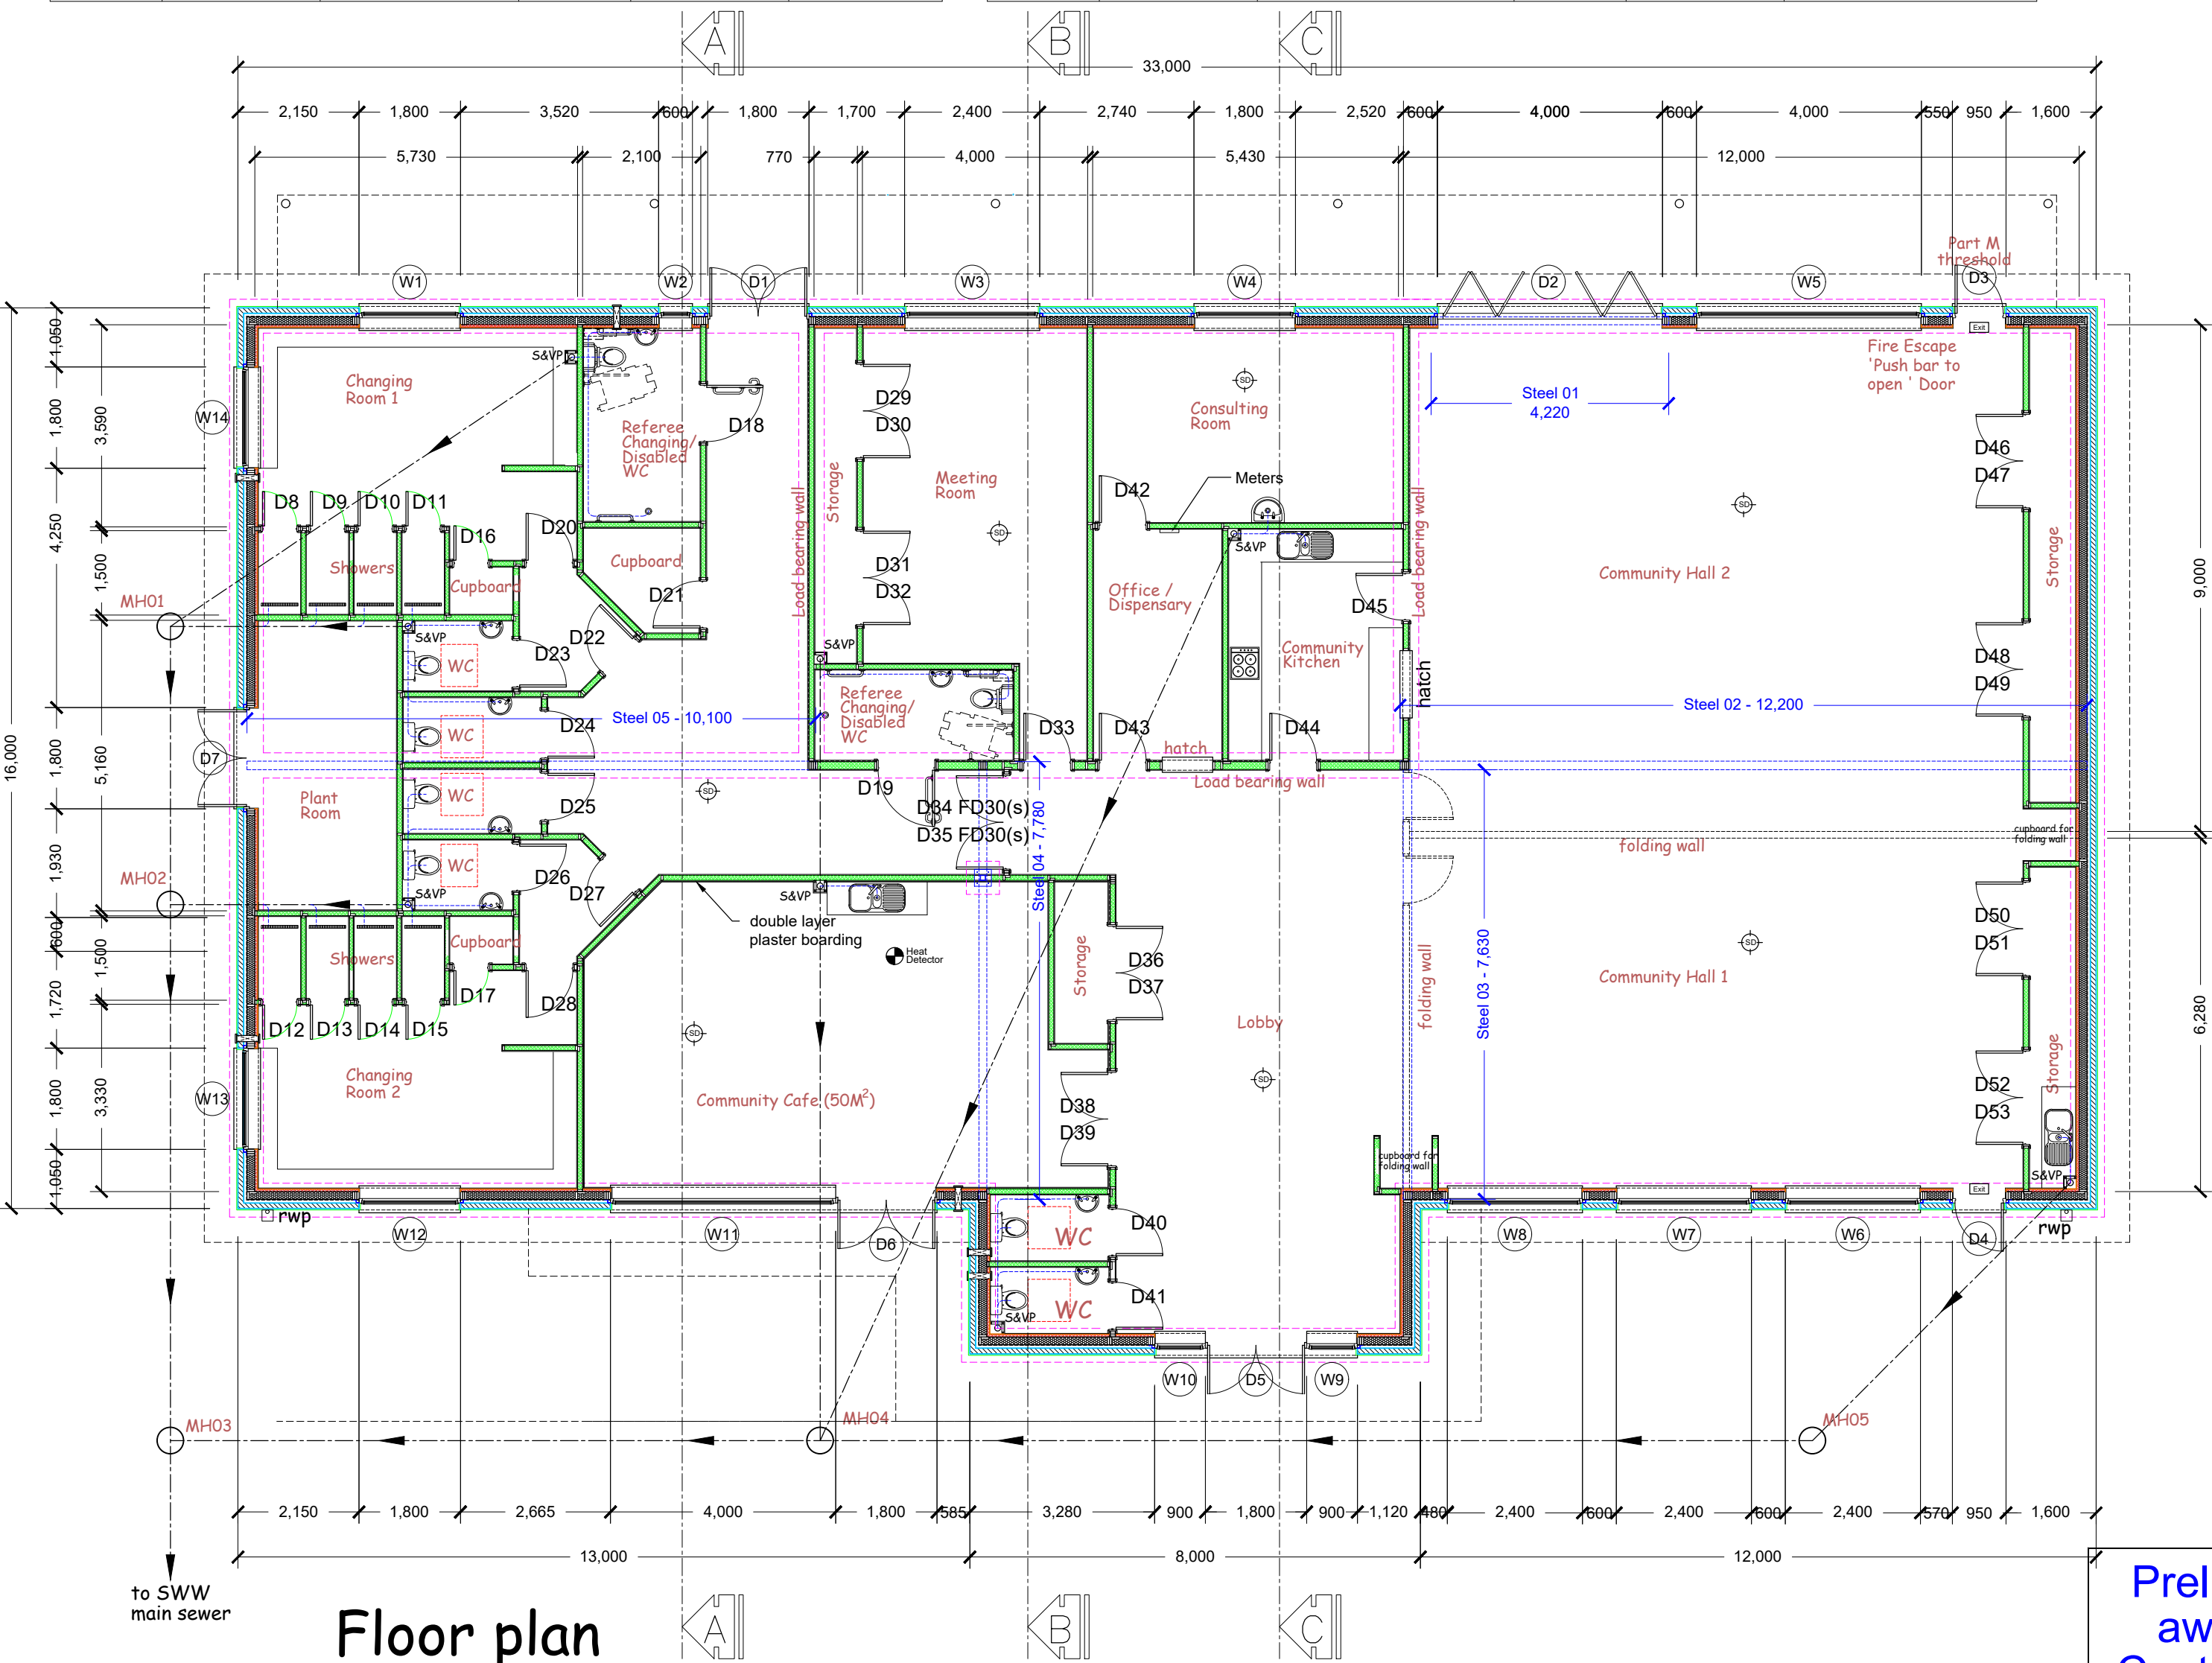 A
B
C
33,000
2,150
1,800
3,520
600
1,800
1,700
2,400
2,740
1,800
2,520
600
4,000
600
4,000
550
950
1,600
5,730
2,100
770
4,000
5,430
12,000
Part M
threshold
W1
W2
D1
W3
W4
D2
W5
D3
Exit
Fire Escape
'Push bar to
open ' Door
S&VP
Changing
Room 1
Referee
Changing/
Disabled
WC
D18
D29
D30
Storage
Meeting
Room
SD
Consulting
Room
SD
Steel 01
4,220
D46
D47
W14
D8
D9
D10
D11
D16
D20
Showers
Cupboard
Cupboard
D21
Load bearing wall
D31
D32
D42
Meters
S&VP
Office /
Dispensary
D45
Load bearing wall
Community
Kitchen
hatch
SD
Community Hall 2
Storage
D48
D49
MH01
S&VP
WC
D23
D22
WC
D24
Steel 05 - 10,100
S&VP
Referee
Changing/
Disabled
WC
D33
D43
hatch
D44
Load bearing wall
Steel 02 - 12,200
D7
Plant
Room
WC
D25
SD
D19
D34 FD30(s)
D35 FD30(s)
Steel 04 - 7,780
cupboard for
folding wall
folding wall
MH02
WC
S&VP
D26
D27
S&VP
double layer
plaster boarding
Heat
Detector
Showers
Cupboard
D17
D28
D12
D13
D14
D15
SD
Storage
D36
D37
Lobby
folding wall
Steel 03 - 7,630
SD
Community Hall 1
D50
D51
Storage
D52
D53
W13
Changing
Room 2
Community Cafe (50M²)
D38
D39
SD
cupboard for
folding wall
S&VP
Exit
rwp
W12
W11
D6
WC
D40
WC
D41
S&VP
W10
D5
W9
W8
W7
W6
D4
rwp
16,000
1,050
1,800
4,250
1,800
1,930
600
1,720
1,800
1,050
3,590
1,500
5,160
1,500
3,330
9,000
6,280
MH03
MH04
MH05
2,150
1,800
2,665
4,000
1,800
585
3,280
900
1,800
900
1,120
480
2,400
600
2,400
600
2,400
570
950
1,600
13,000
8,000
12,000
to SWW
main sewer
Floor plan
A
B
C
Prel
aw